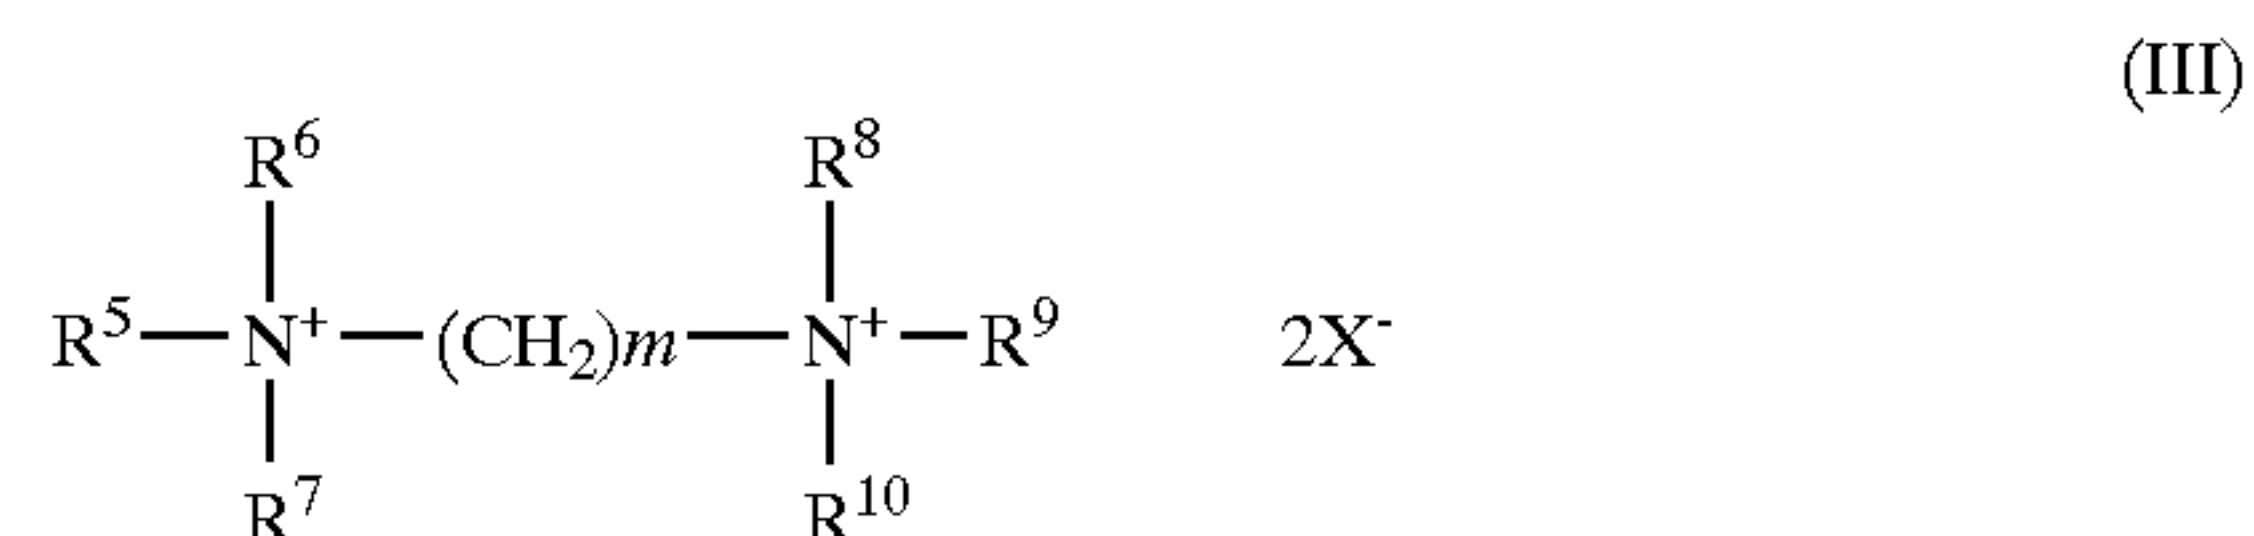 (III)
R⁶ R⁸
R⁵—N⁺—(CH₂)m—N⁺—R⁹ 2X⁻
R⁷ R¹⁰